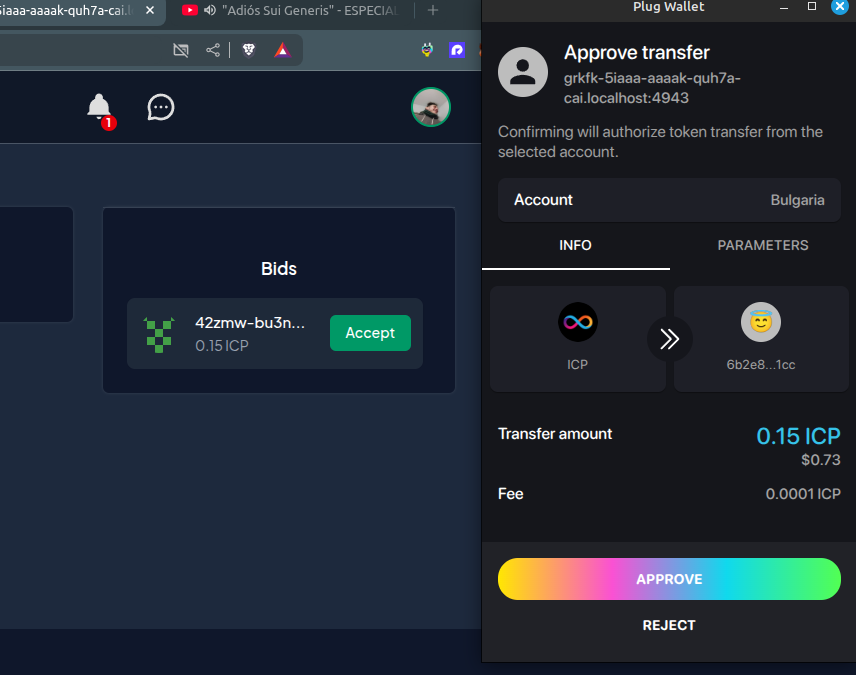 5iaaa-aaaak-quh7a-cai.l
"Adiós Sui Generis" - ESPECIAL
1
Bids
42zmw-bu3n...
0.15 ICP
Accept
Plug Wallet
Approve transfer
grkfk-5iaaa-aaaak-quh7a-
cai.localhost:4943
Confirming will authorize token transfer from the
selected account.
Account
Bulgaria
INFO
PARAMETERS
ICP
6b2e8...1cc
Transfer amount
0.15 ICP
$0.73
Fee
0.0001 ICP
APPROVE
REJECT